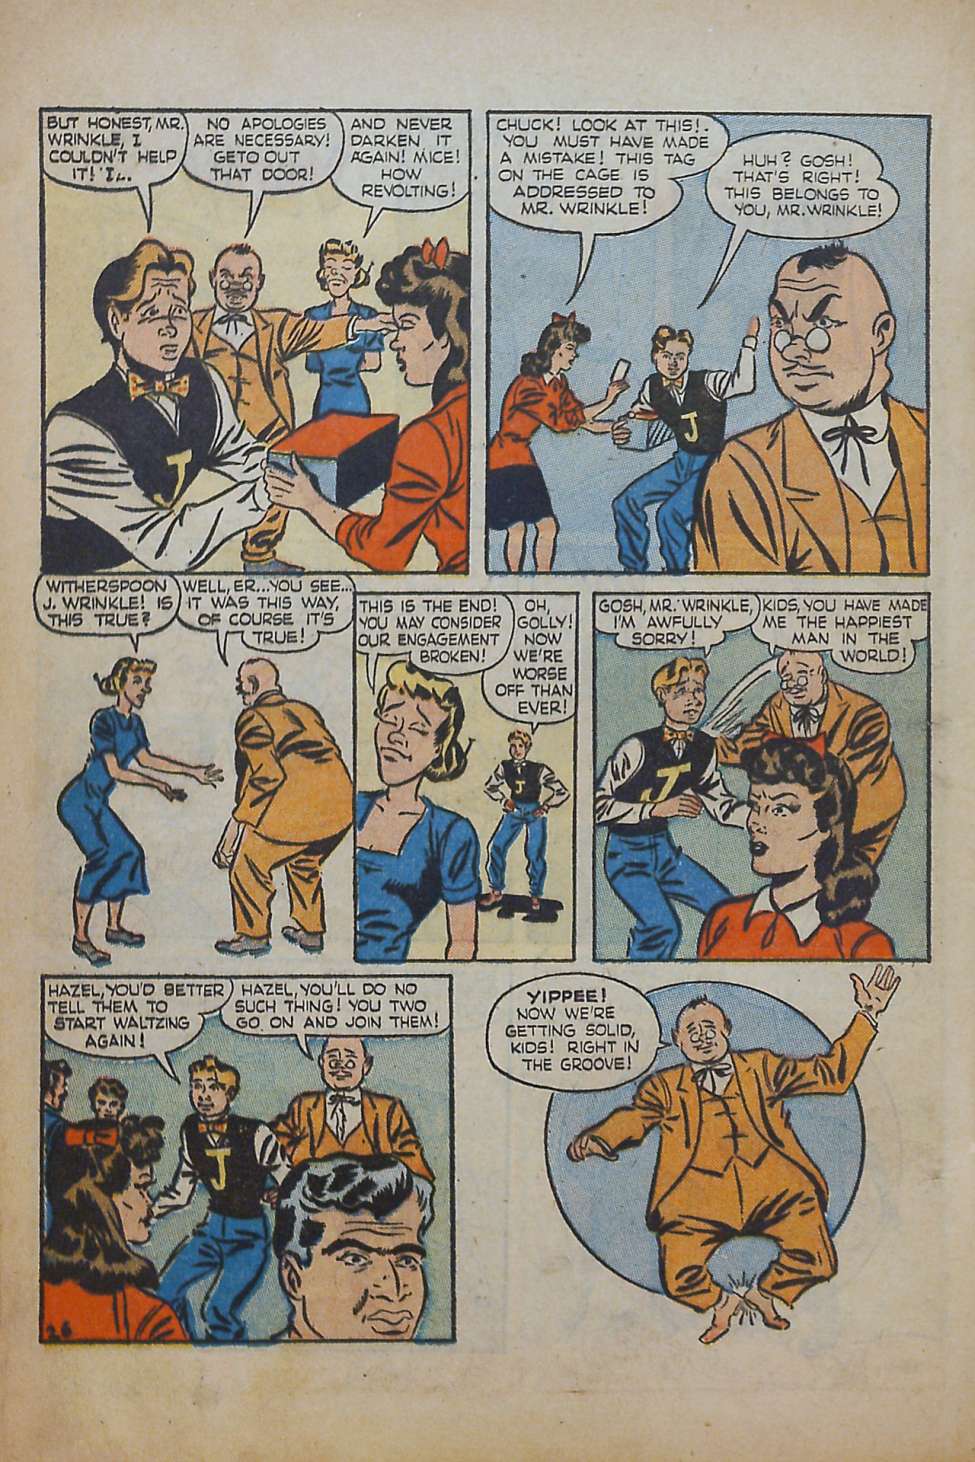 BUT HONEST, MR.
WRINKLE, I
COULDN'T HELP
IT! I..
NO APOLOGIES
ARE NECESSARY!
GET O OUT
THAT DOOR!
AND NEVER
DARKEN IT
AGAIN! MICE!
HOW
REVOLTING!
CHUCK! LOOK AT THIS!
YOU MUST HAVE MADE
A MISTAKE! THIS TAG
ON THE CAGE IS
ADDRESSED TO
MR. WRINKLE!
HUH? GOSH!
THAT'S RIGHT!
THIS BELONGS TO
YOU, MR. WRINKLE!
J
J
WITHERSPOON
J. WRINKLE! IS
THIS TRUE?
WELL, ER...YOU SEE...
IT WAS THIS WAY,
OF COURSE IT'S
TRUE!
THIS IS THE END!
YOU MAY CONSIDER
OUR ENGAGEMENT
BROKEN!
OH,
GOLLY!
NOW
WE'RE
WORSE
OFF THAN
EVER!
J
GOSH, MR. WRINKLE,
I'M AWFULLY
SORRY!
KIDS, YOU HAVE MADE
ME THE HAPPIEST
MAN IN THE
WORLD!
J
HAZEL, YOU'D BETTER
TELL THEM TO
START WALTZING
AGAIN!
HAZEL, YOU'LL DO NO
SUCH THING! YOU TWO
GO ON AND JOIN THEM!
J
26
YIPPEE!
NOW WE'RE
GETTING SOLID,
KIDS! RIGHT IN
THE GROOVE!